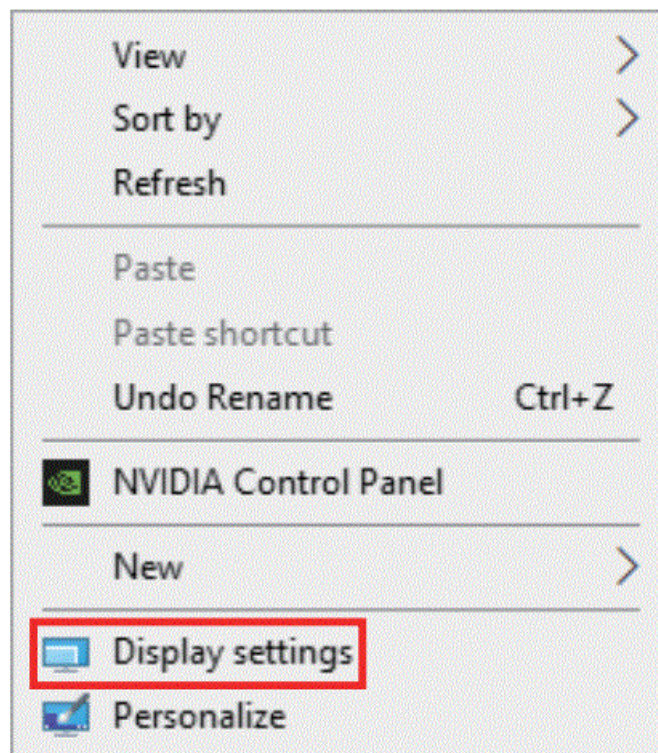 View
Sort by
Refresh
Paste
Paste shortcut
Undo Rename Ctrl+Z
NVIDIA Control Panel
New
Display settings
Personalize